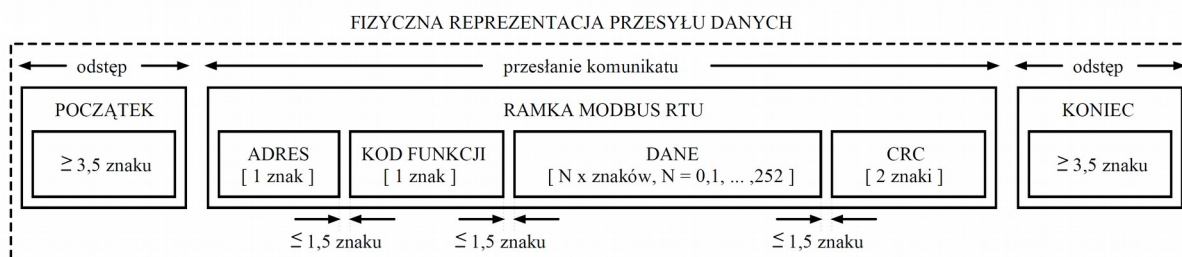 FIZYCZNA REPREZENTACJA PRZESYŁU DANYCH
odstęp przesłanie komunikatu odstęp
POCZĄTEK RAMKA MODBUS RTU KONIEC
≥ 3,5 znaku
ADRES
[ 1 znak ]
KOD FUNKCJI
[ 1 znak ]
DANE
[ N x znaków, N = 0,1, ... ,252 ]
CRC
[ 2 znaki ]
≥ 3,5 znaku
≤ 1,5 znaku ≤ 1,5 znaku ≤ 1,5 znaku